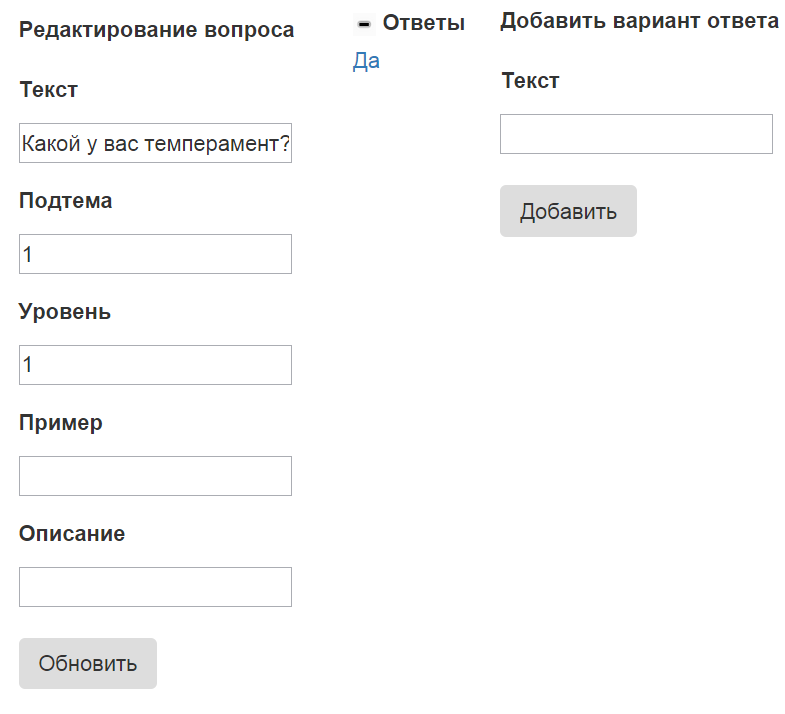 Редактирование вопроса
Текст
Какой у вас темперамент?
Подтема
1
Уровень
1
Пример
Описание
Обновить
Ответы
Да
Добавить вариант ответа
Текст
Добавить